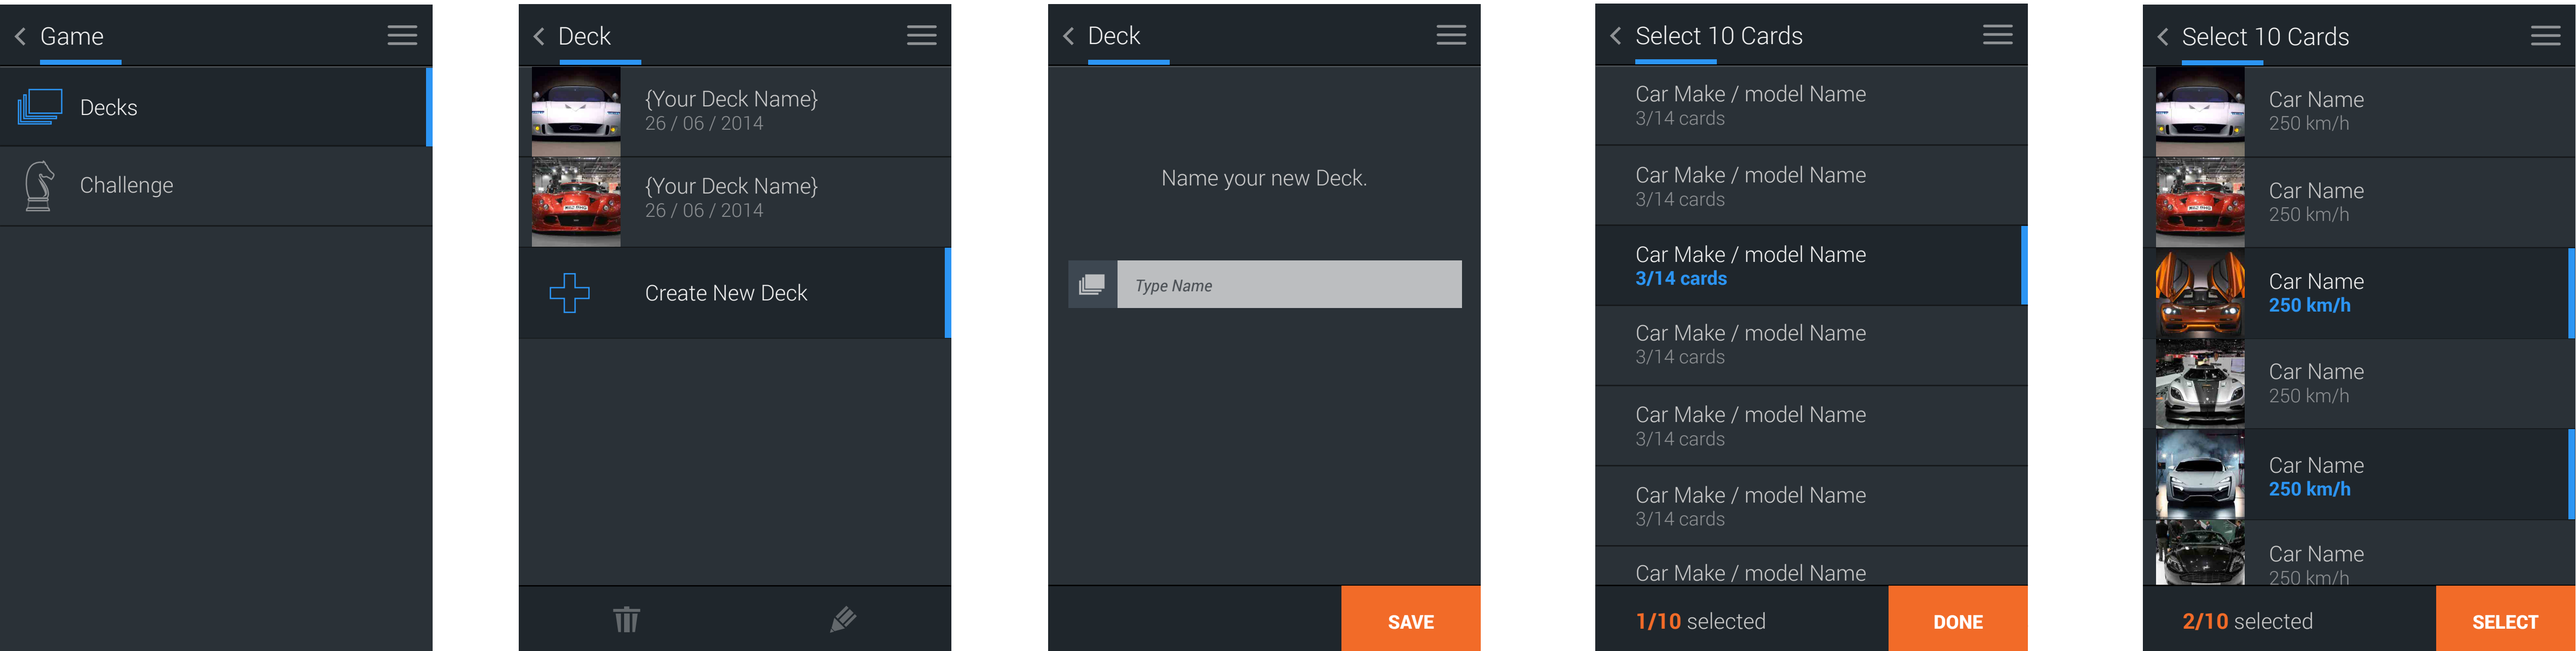 Game
Decks
Challenge
Deck
{Your Deck Name}
26 / 06 / 2014
{Your Deck Name}
26 / 06 / 2014
Create New Deck
Deck
Name your new Deck.
Type Name
SAVE
Select 10 Cards
Car Make / model Name
3/14 cards
Car Make / model Name
3/14 cards
Car Make / model Name
3/14 cards
Car Make / model Name
3/14 cards
Car Make / model Name
3/14 cards
Car Make / model Name
3/14 cards
Car Make / model Name
1/10 selected
DONE
Select 10 Cards
Car Name
250 km/h
Car Name
250 km/h
Car Name
250 km/h
Car Name
250 km/h
Car Name
250 km/h
Car Name
250 km/h
2/10 selected
SELECT